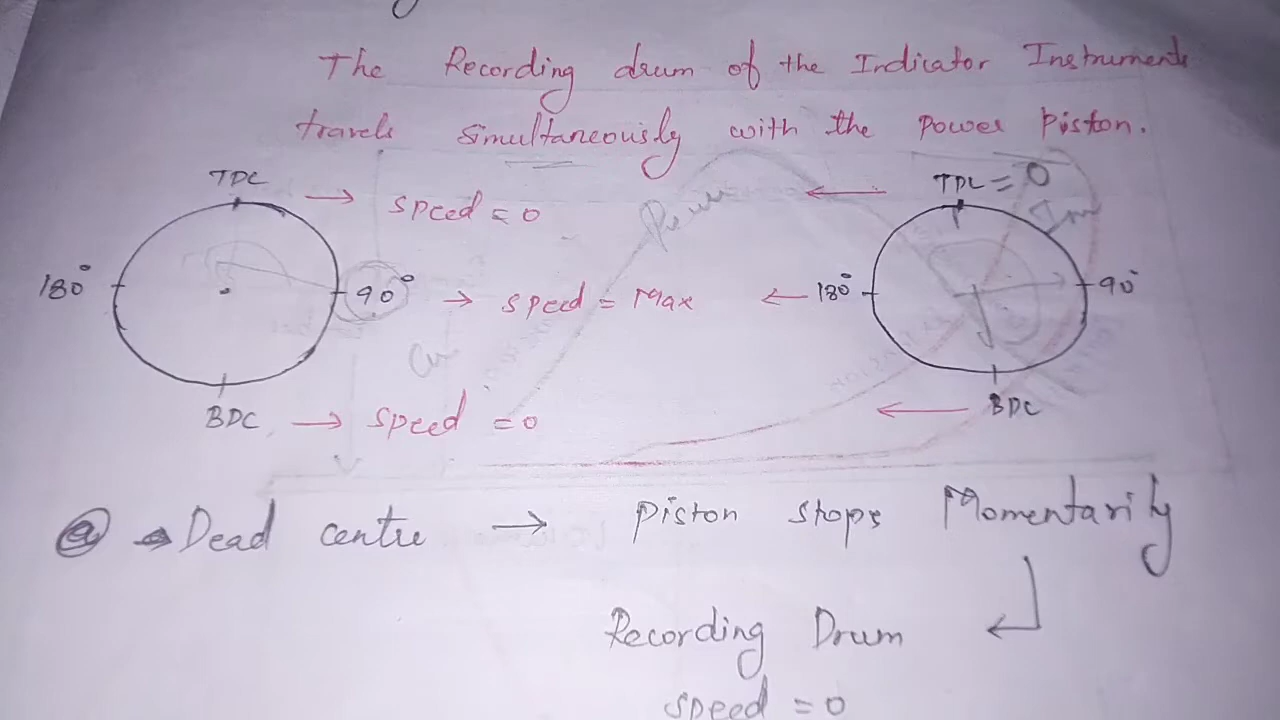 The Recording drum of the Indicator Instruments
travels simultaneously with the power piston.
TDC → speed = 0
180° 90° → speed = Max
BDC → speed = 0
← TDC = 0
← 180° 90°
← BDC
@ → Dead centre → piston stops Momentarily
Recording Drum
speed = 0